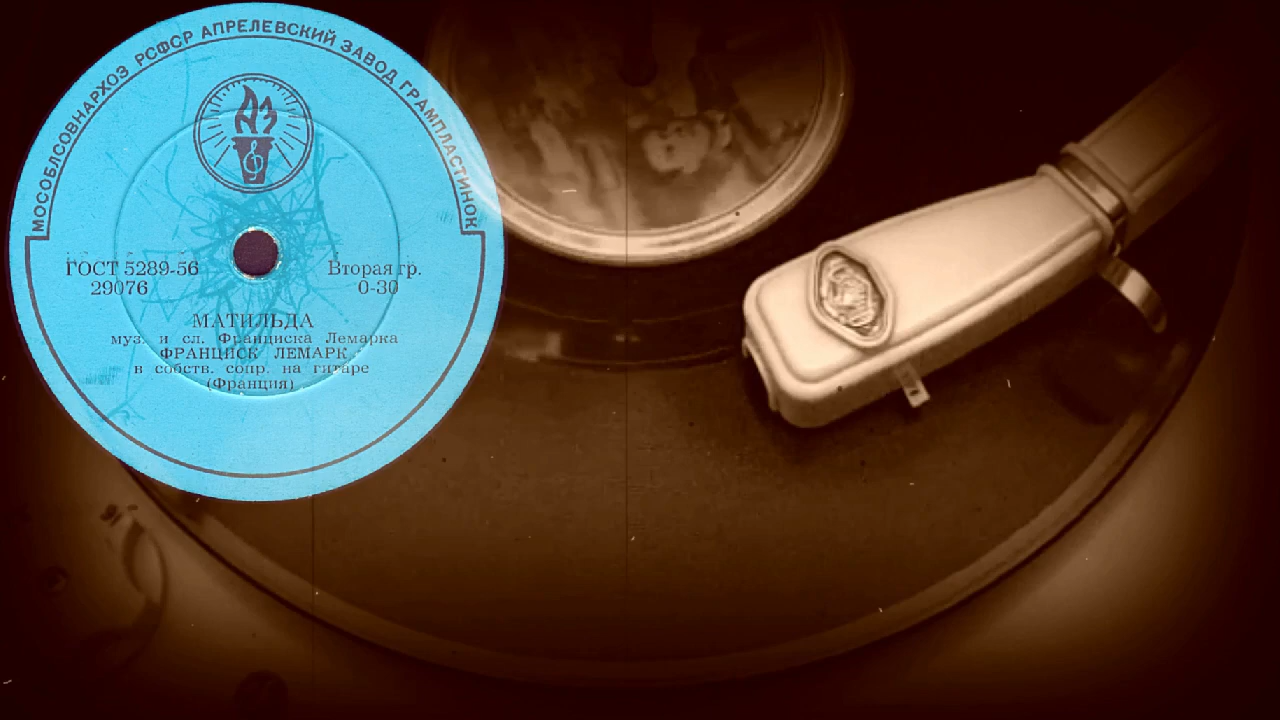 МОСОБЛСОВНАРХОЗ РСФСР АПРЕЛЕВСКИЙ ЗАВОД ГРАМПЛАСТИНОК
АЗ
ГОСТ 5289-56
29076
Вторая гр.
0-30
МАТИЛЬДА
муз. и сл. Франциска Лемарка
ФРАНЦИСК ЛЕМАРК
в собств. сопр. на гитаре
(Франция)